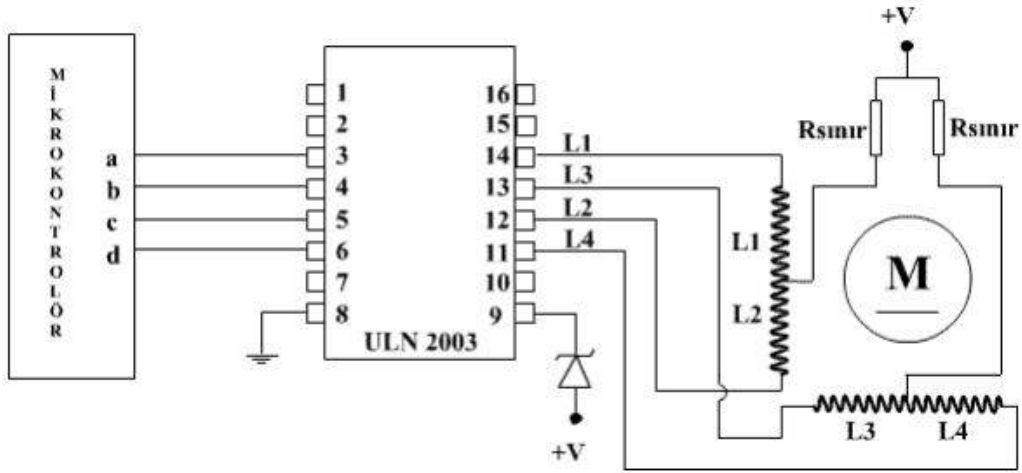 MİKROKONTROLÖR
a
b
c
d
1
2
3
4
5
6
7
8
16
15
14
13
12
11
10
9
ULN 2003
L1
L3
L2
L4
+V
+V
Rsınır
Rsınır
L1
L2
M
L3
L4